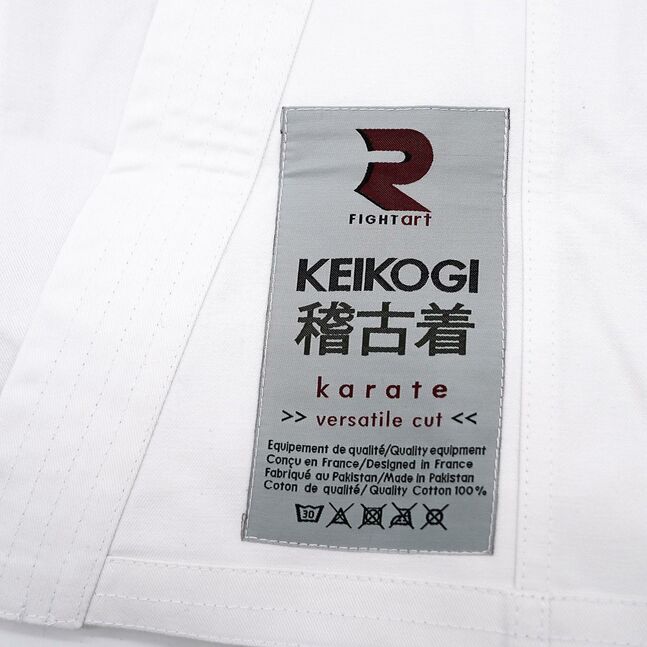 FIGHTart
KEIKOGI
稽古着
karate
>> versatile cut <<
Equipement de qualité/Quality equipment
Conçu en France/Designed in France
Fabriqué au Pakistan/Made in Pakistan
Coton de qualité/ Quality Cotton 100%
30